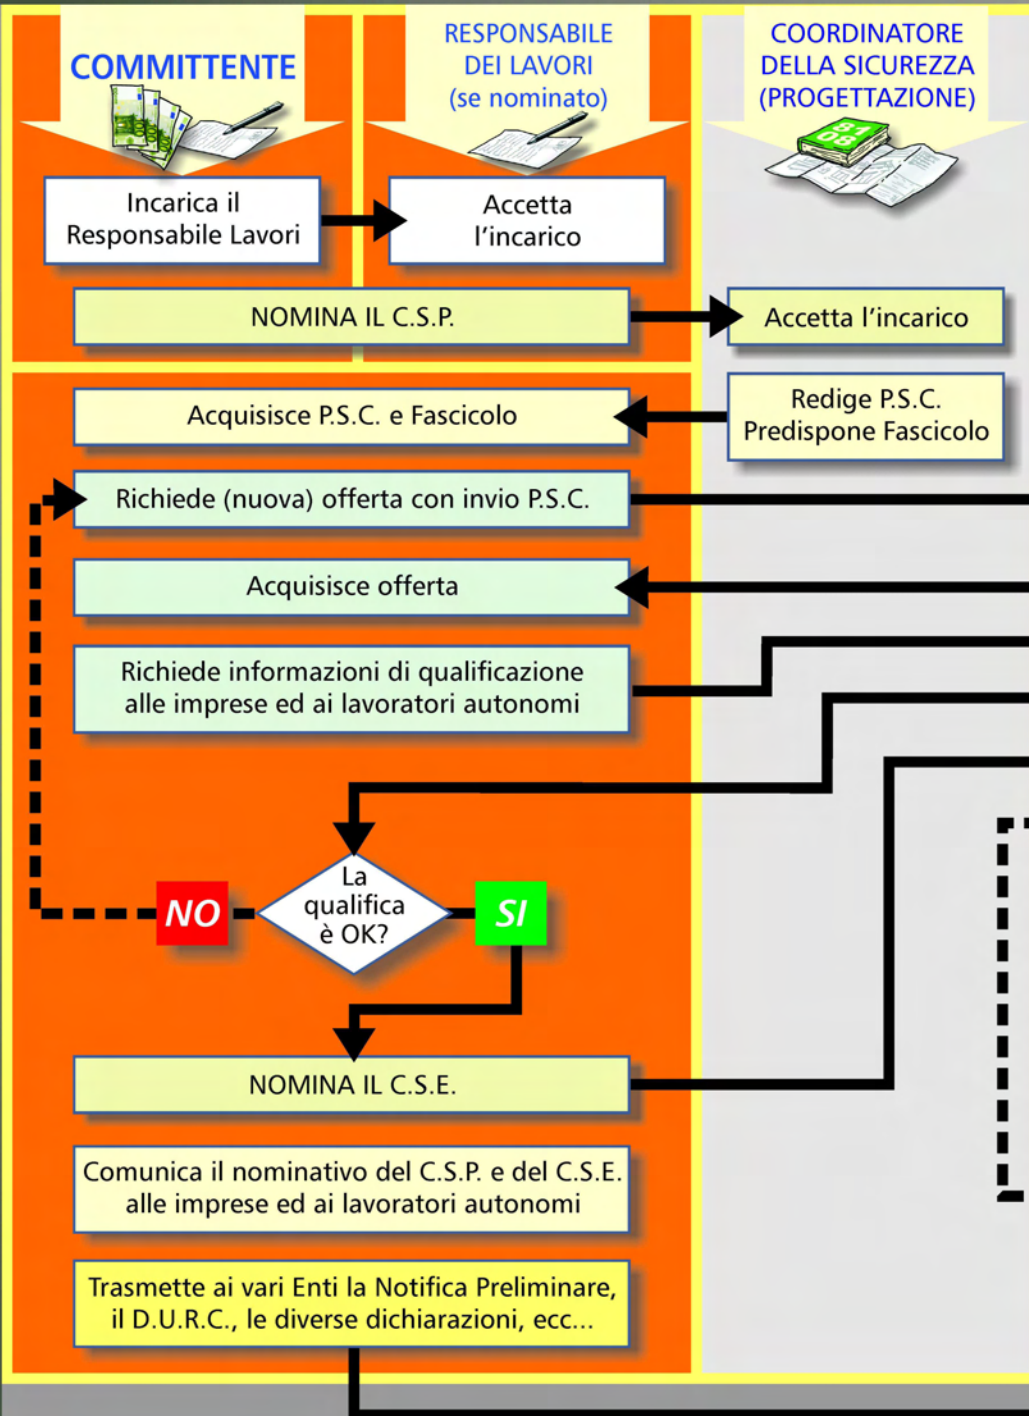 COMMITTENTE
RESPONSABILE
DEI LAVORI
(se nominato)
COORDINATORE
DELLA SICUREZZA
(PROGETTAZIONE)
81
08
Incarica il
Responsabile Lavori
Accetta
l'incarico
NOMINA IL C.S.P.
Accetta l'incarico
Acquisisce P.S.C. e Fascicolo
Redige P.S.C.
Predispone Fascicolo
Richiede (nuova) offerta con invio P.S.C.
Acquisisce offerta
Richiede informazioni di qualificazione
alle imprese ed ai lavoratori autonomi
La
qualifica
è OK?
NO
SI
NOMINA IL C.S.E.
Comunica il nominativo del C.S.P. e del C.S.E.
alle imprese ed ai lavoratori autonomi
Trasmette ai vari Enti la Notifica Preliminare,
il D.U.R.C., le diverse dichiarazioni, ecc...